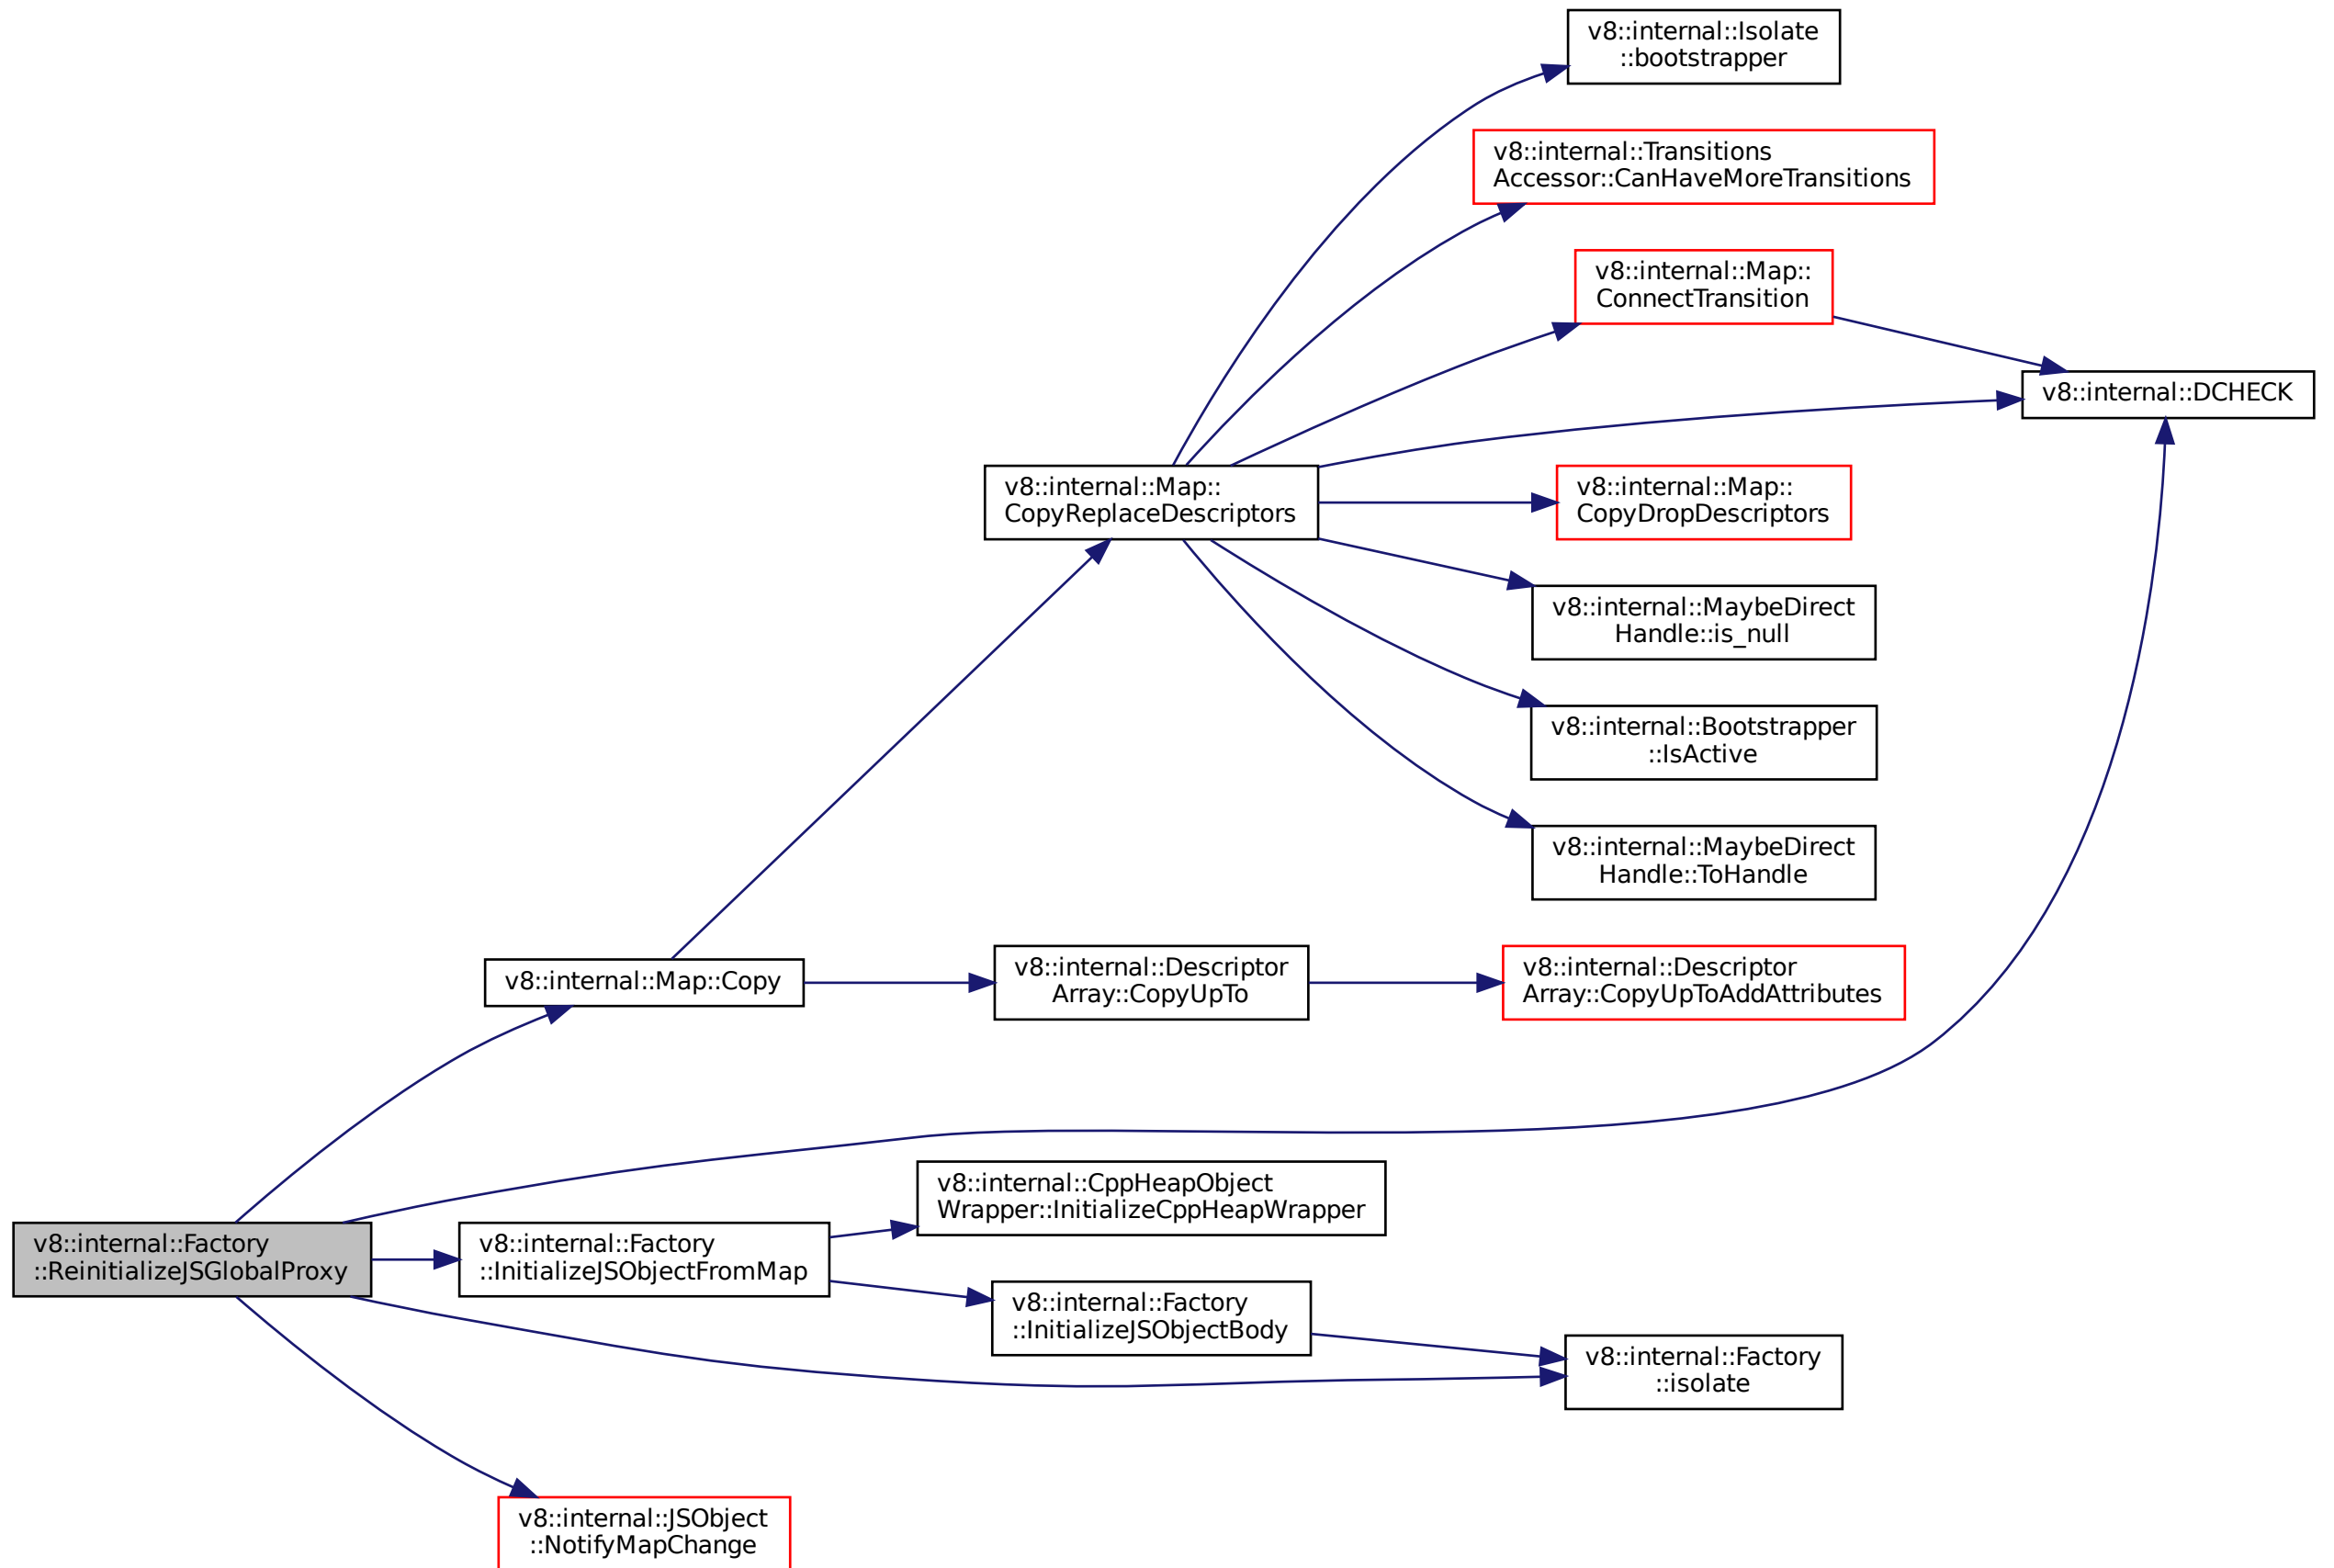 v8::internal::Isolate
::bootstrapper
v8::internal::Transitions
Accessor::CanHaveMoreTransitions
v8::internal::Map::
ConnectTransition
v8::internal::DCHECK
v8::internal::Map::
CopyReplaceDescriptors
v8::internal::Map::
CopyDropDescriptors
v8::internal::MaybeDirect
Handle::is_null
v8::internal::Bootstrapper
::IsActive
v8::internal::MaybeDirect
Handle::ToHandle
v8::internal::Map::Copy
v8::internal::Descriptor
Array::CopyUpTo
v8::internal::Descriptor
Array::CopyUpToAddAttributes
v8::internal::CppHeapObject
Wrapper::InitializeCppHeapWrapper
v8::internal::Factory
::ReinitializeJSGlobalProxy
v8::internal::Factory
::InitializeJSObjectFromMap
v8::internal::Factory
::InitializeJSObjectBody
v8::internal::Factory
::isolate
v8::internal::JSObject
::NotifyMapChange